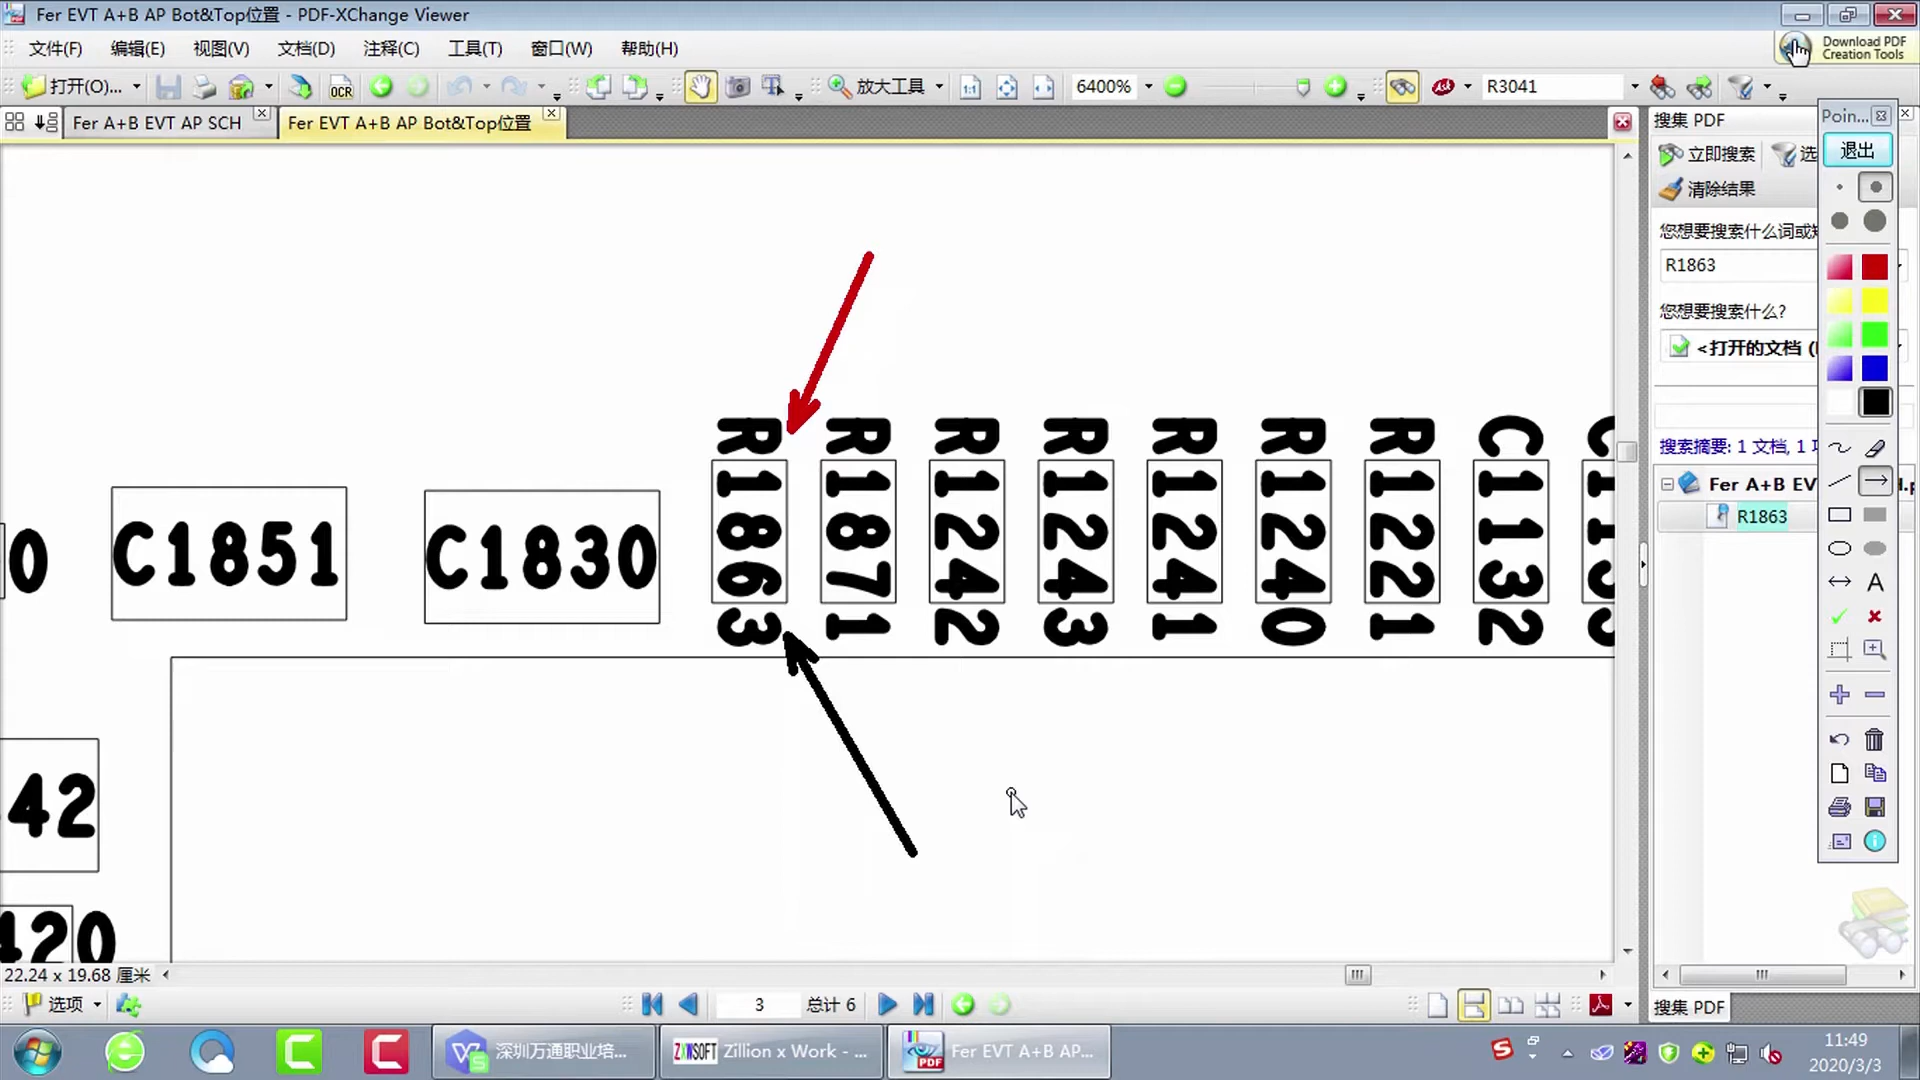 Fer EVT A+B AP Bot&Top位置 - PDF-XChange Viewer
文件(F) 编辑(E) 视图(V) 文档(D) 注释(C) 工具(T) 窗口(W) 帮助(H)
Download PDF
Creation Tools
打开(O)... OCR 放大工具 1:1 6400% R3041
Fer A+B EVT AP SCH
Fer EVT A+B AP Bot&Top位置
搜集 PDF
Poin...
退出
立即搜索
清除结果
您想要搜索什么词或
R1863
您想要搜索什么?
<打开的文档 (
搜索摘要: 1 文档, 1
Fer A+B EV
R1863
C1851
C1830
R1863
R1871
R1242
R1243
R1241
R1240
R1221
C1132
0
42
420
22.24 x 19.68 厘米
选项
3 总计 6
搜集 PDF
深圳万通职业培...
ZXWSOFT Zillion x Work - ...
PDF Fer EVT A+B AP...
11:49
2020/3/3